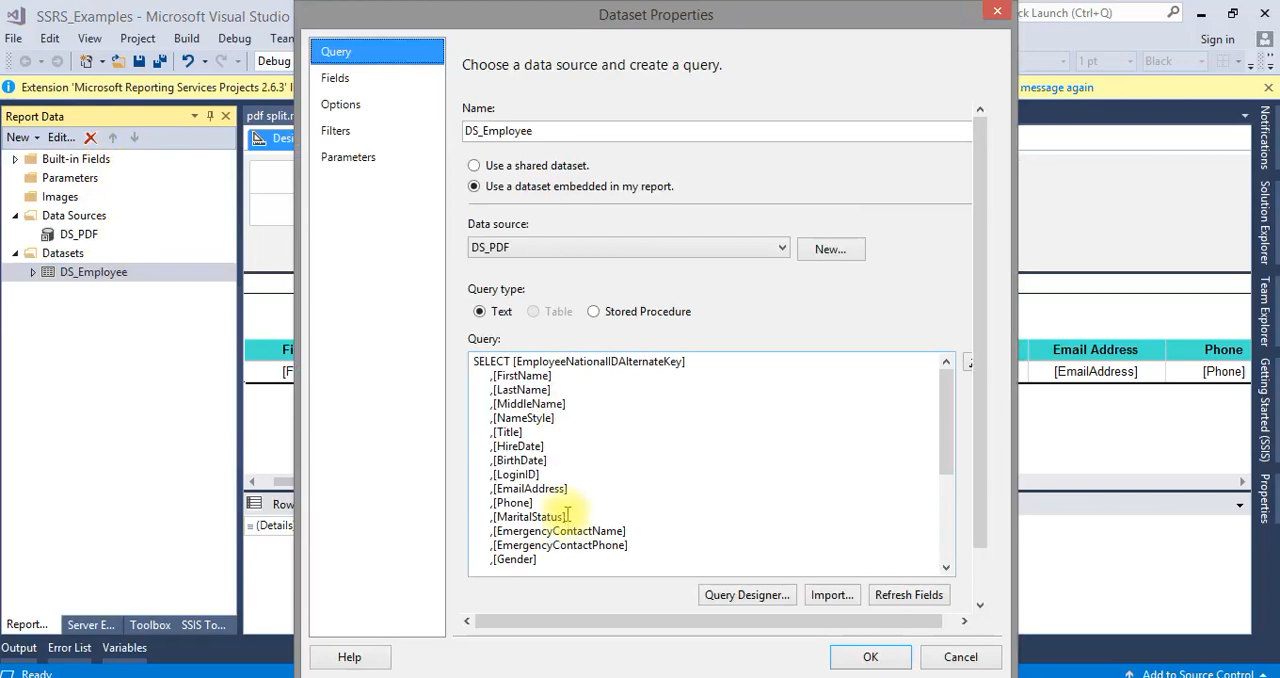 SSRS_Examples - Microsoft Visual Studio
Dataset Properties
ck Launch (Ctrl+Q)
File Edit View Project Build Debug Team
Sign in
Debug
1 pt Black
Extension 'Microsoft Reporting Services Projects 2.6.3'
message again
Report Data
New Edit...
Built-in Fields
Parameters
Images
Data Sources
DS_PDF
Datasets
DS_Employee
Report... Server E... Toolbox SSIS To...
Output Error List Variables
Ready
pdf split.r
Desi
Fi
[F
Row
(Details
Query
Fields
Options
Filters
Parameters
Choose a data source and create a query.
Name:
DS_Employee
Use a shared dataset.
Use a dataset embedded in my report.
Data source:
DS_PDF
New...
Query type:
Text Table Stored Procedure
Query:
SELECT [EmployeeNationalIDAlternateKey]
,[FirstName]
,[LastName]
,[MiddleName]
,[NameStyle]
,[Title]
,[HireDate]
,[BirthDate]
,[LoginID]
,[EmailAddress]
,[Phone]
,[MaritalStatus]
,[EmergencyContactName]
,[EmergencyContactPhone]
,[Gender]
Query Designer... Import... Refresh Fields
Help OK Cancel
Email Address Phone
[EmailAddress] [Phone]
Notifications
Solution Explorer
Team Explorer
Getting Started (SSIS)
Properties
Add to Source Control